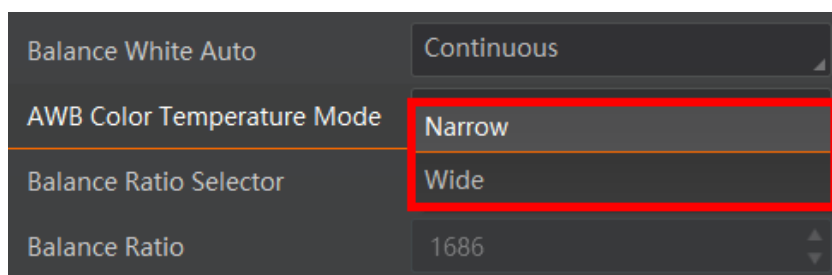 Balance White Auto Continuous
AWB Color Temperature Mode Narrow
Balance Ratio Selector Wide
Balance Ratio 1686